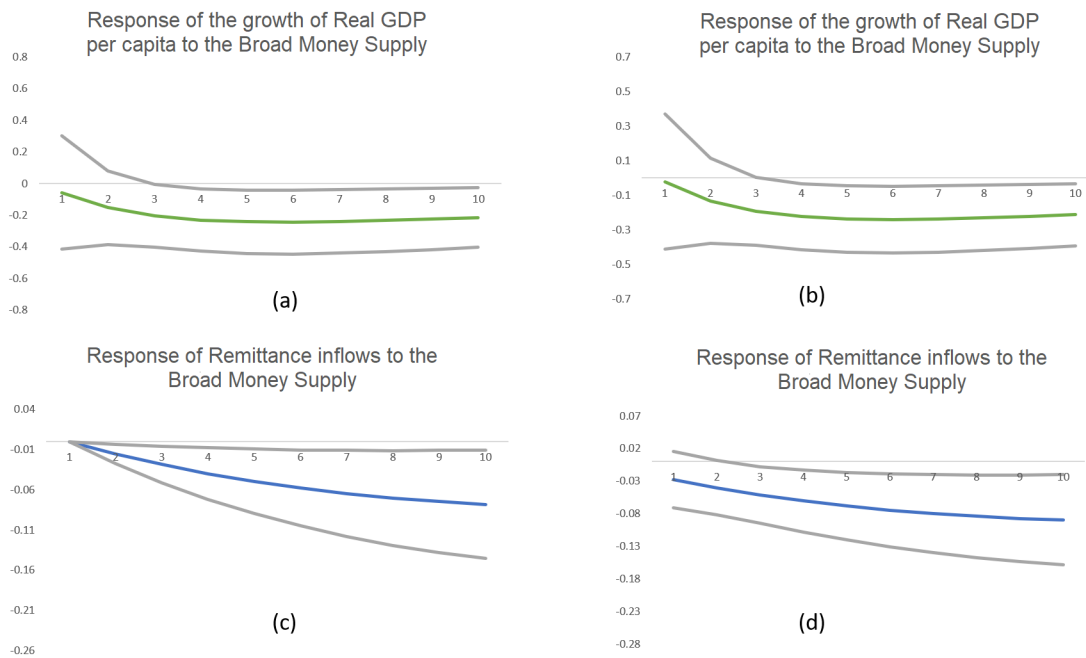 Response of the growth of Real GDP
per capita to the Broad Money Supply
0.8
0.6
0.4
0.2
0
-0.2
-0.4
-0.6
-0.8
1 2 3 4 5 6 7 8 9 10
(a)
Response of the growth of Real GDP
per capita to the Broad Money Supply
0.7
0.5
0.3
0.1
-0.1
-0.3
-0.5
-0.7
1 2 3 4 5 6 7 8 9 10
(b)
Response of Remittance inflows to the
Broad Money Supply
0.04
-0.01
-0.06
-0.11
-0.16
-0.21
-0.26
1 2 3 4 5 6 7 8 9 10
(c)
Response of Remittance inflows to the
Broad Money Supply
0.07
0.02
-0.03
-0.08
-0.13
-0.18
-0.23
-0.28
1 2 3 4 5 6 7 8 9 10
(d)